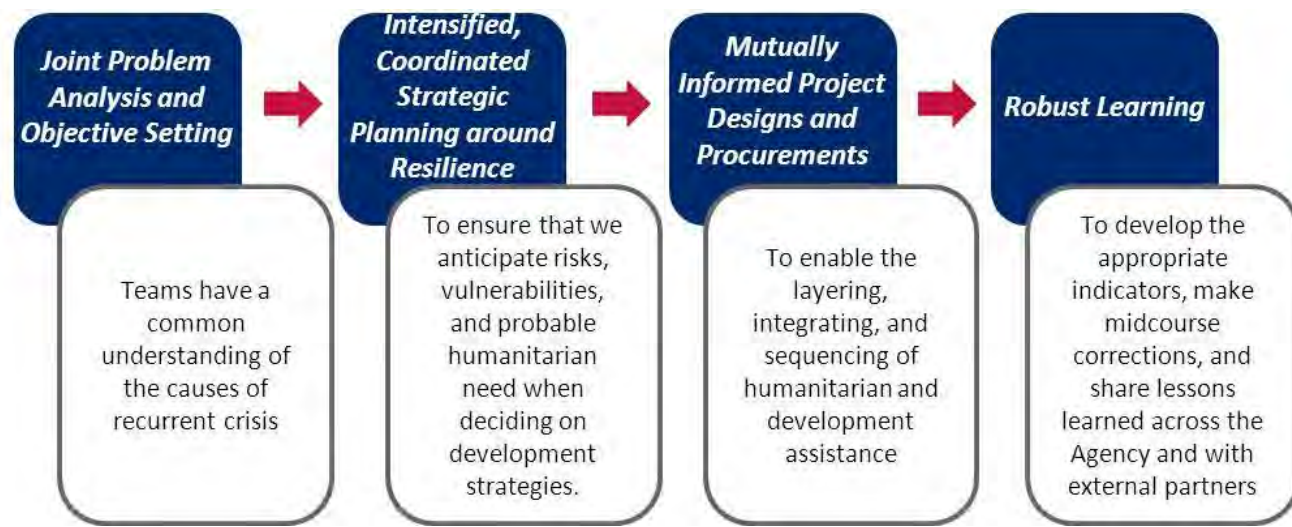 Joint Problem
Analysis and
Objective Setting
Teams have a
common
understanding of
the causes of
recurrent crisis
Intensified,
Coordinated
Strategic
Planning around
Resilience
To ensure that we
anticipate risks,
vulnerabilities,
and probable
humanitarian
need when
deciding on
development
strategies.
Mutually
Informed Project
Designs and
Procurements
To enable the
layering,
integrating, and
sequencing of
humanitarian and
development
assistance
Robust Learning
To develop the
appropriate
indicators, make
midcourse
corrections, and
share lessons
learned across the
Agency and with
external partners